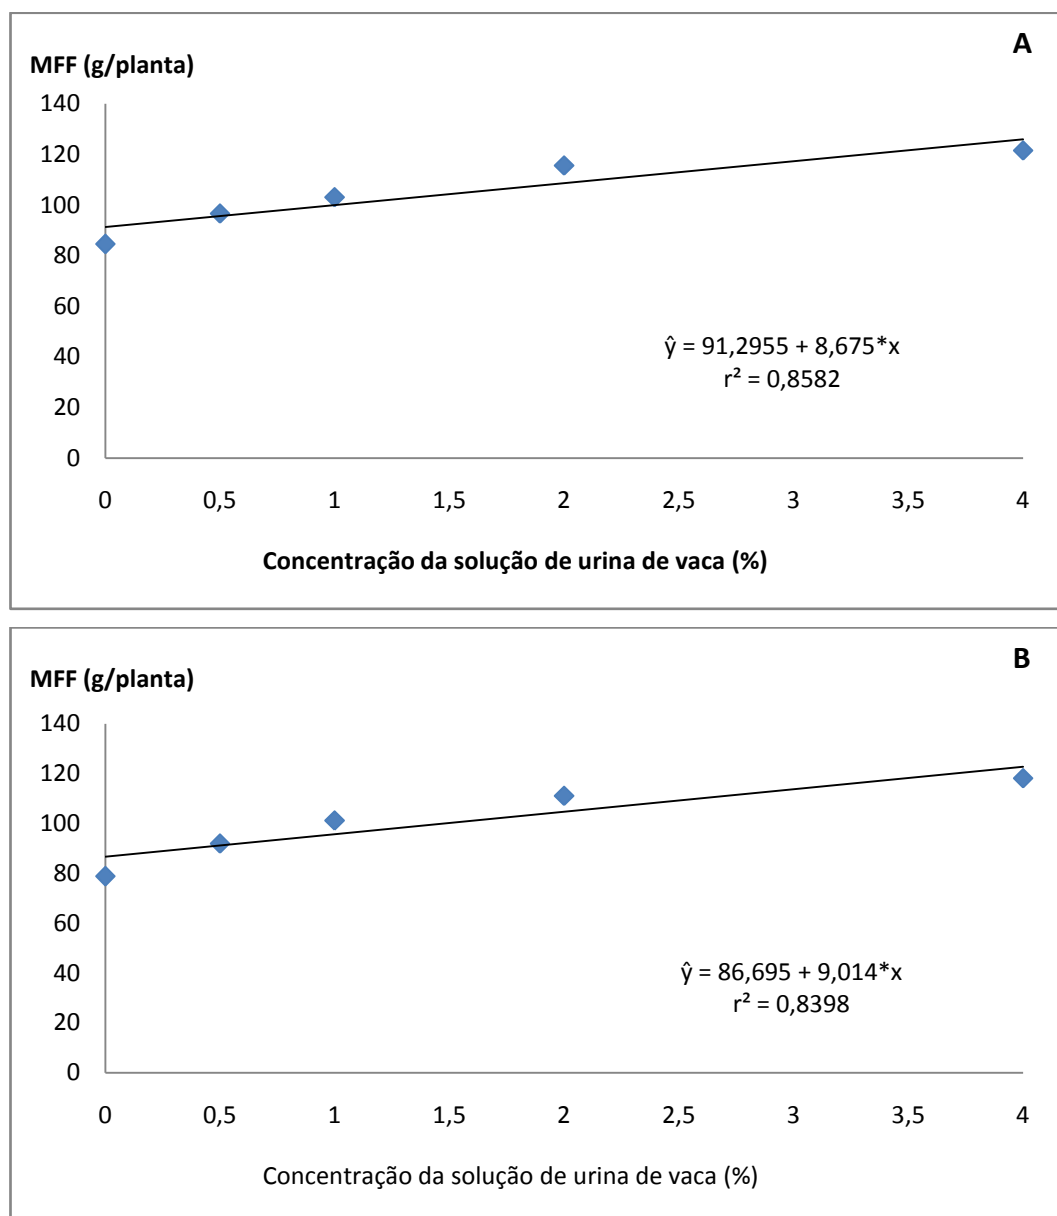 A
MFF (g/planta)
140
120
100
80
60
40
20
0
ŷ = 91,2955 + 8,675*x
r² = 0,8582
0 0,5 1 1,5 2 2,5 3 3,5 4
Concentração da solução de urina de vaca (%)
B
MFF (g/planta)
140
120
100
80
60
40
20
0
ŷ = 86,695 + 9,014*x
r² = 0,8398
0 0,5 1 1,5 2 2,5 3 3,5 4
Concentração da solução de urina de vaca (%)